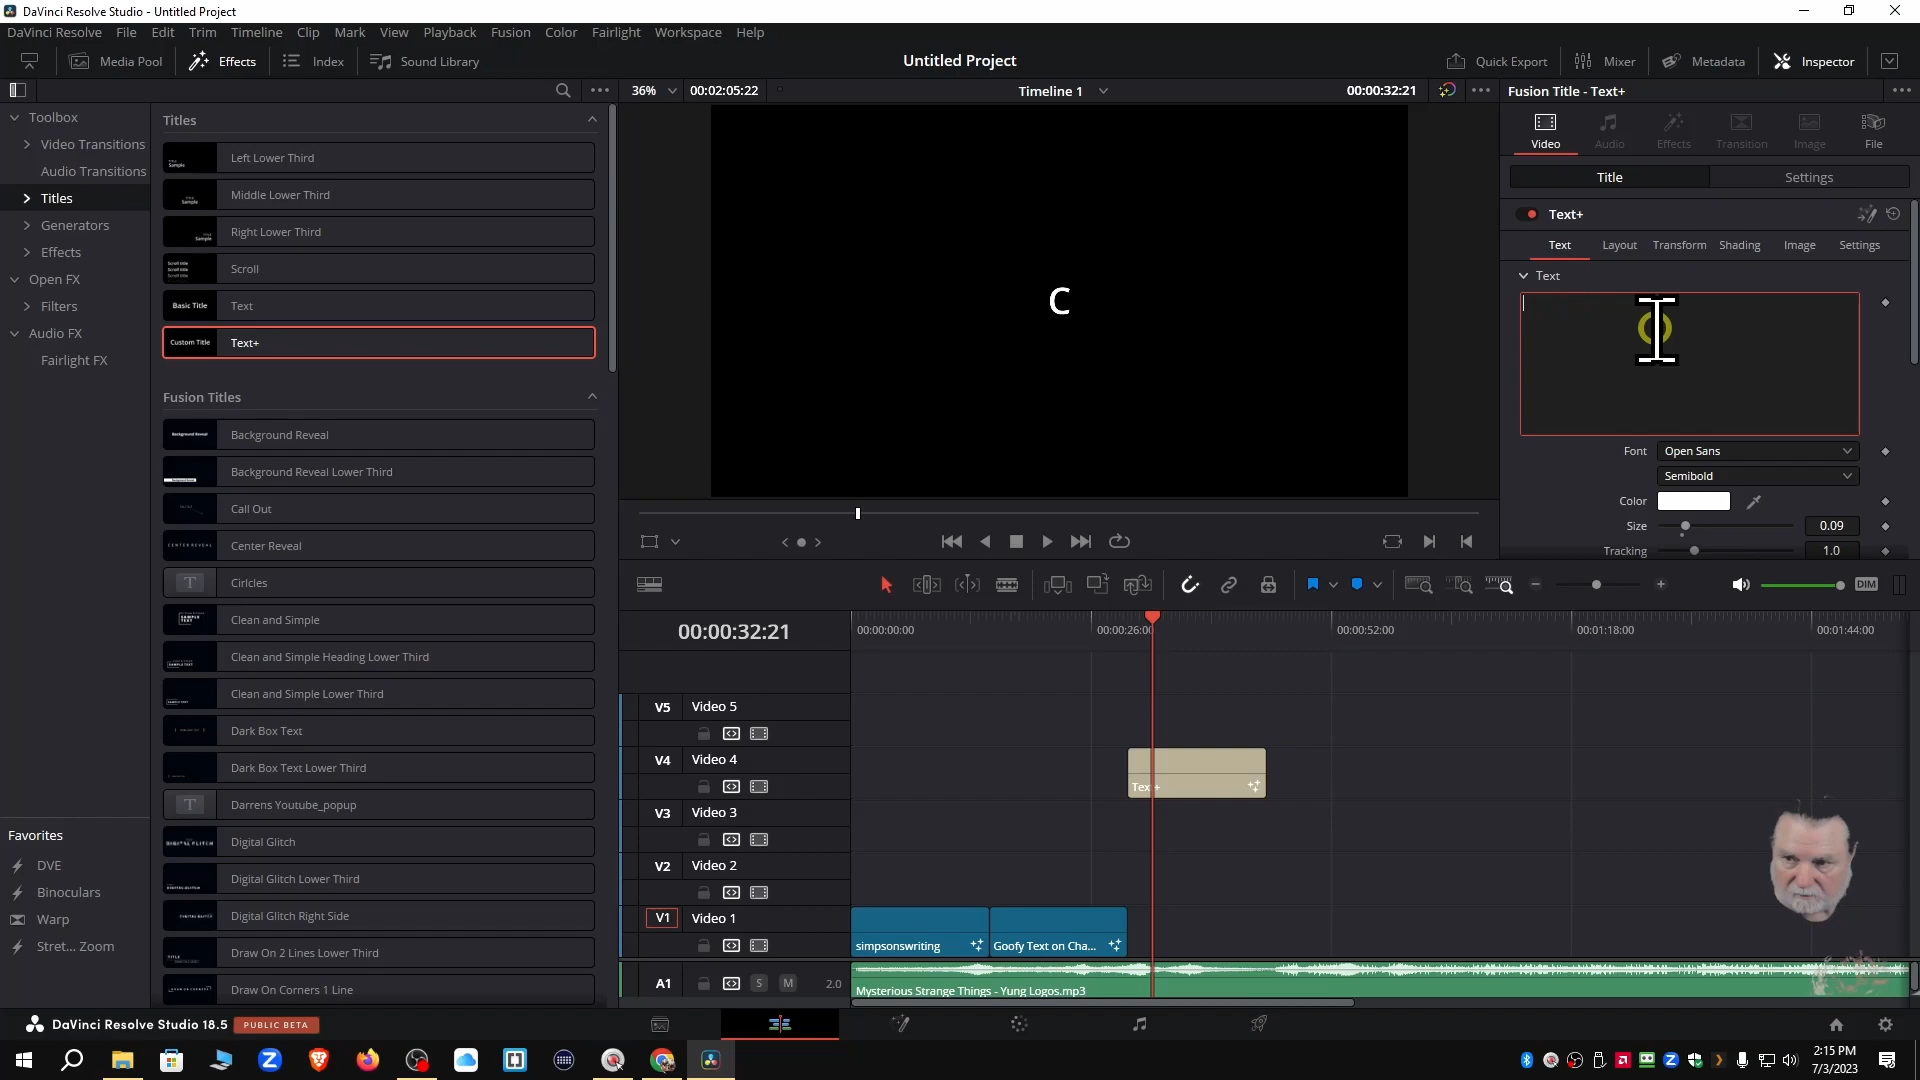 DaVinci Resolve Studio - Untitled Project
DaVinci Resolve File Edit Trim Timeline Clip Mark View Playback Fusion Color Fairlight Workspace Help
Media Pool Effects Index Sound Library Untitled Project Quick Export Mixer Metadata Inspector
36% 00:02:05:22 Timeline 1 00:00:32:21 Fusion Title - Text+
Toolbox
Video Transitions
Audio Transitions
Titles
Generators
Effects
Open FX
Filters
Audio FX
Fairlight FX
Favorites
DVE
Binoculars
Warp
Stret... Zoom
Titles
Left Lower Third
Middle Lower Third
Right Lower Third
Scroll
Basic Title Text
Custom Title Text+
Fusion Titles
Background Reveal
Background Reveal Lower Third
Call Out
Center Reveal
T Cirlcles
Clean and Simple
Clean and Simple Heading Lower Third
Clean and Simple Lower Third
Dark Box Text
Dark Box Text Lower Third
T Darrens Youtube_popup
Digital Glitch
Digital Glitch Lower Third
Digital Glitch Right Side
Draw On 2 Lines Lower Third
Draw On Corners 1 Line
C
Video Audio Effects Transition Image File
Title Settings
Text+
Text Layout Transform Shading Image Settings
Text
Font Open Sans
Semibold
Color
Size 0.09
Tracking 1.0
DIM
00:00:32:21 00:00:00:00 00:00:26:00 00:00:52:00 00:01:18:00 00:01:44:00
V5 Video 5
V4 Video 4
Tex +
V3 Video 3
V2 Video 2
V1 Video 1
simpsonswriting Goofy Text on Cha...
A1 S M 2.0
Mysterious Strange Things - Yung Logos.mp3
DaVinci Resolve Studio 18.5 PUBLIC BETA
2:15 PM
7/3/2023